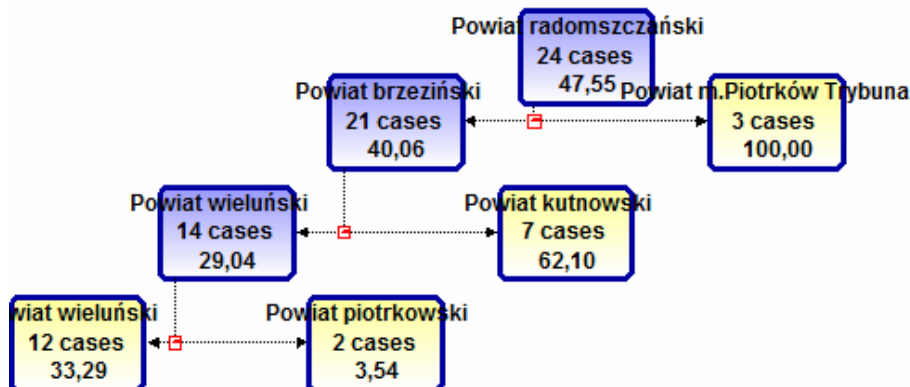 Powiat radomszczański
24 cases
47,55
Powiat brzeziński
21 cases
40,06
Powiat m.Piotrków Trybuna
3 cases
100,00
Powiat wieluński
14 cases
29,04
Powiat kutnowski
7 cases
62,10
wiat wieluński
12 cases
33,29
Powiat piotrkowski
2 cases
3,54